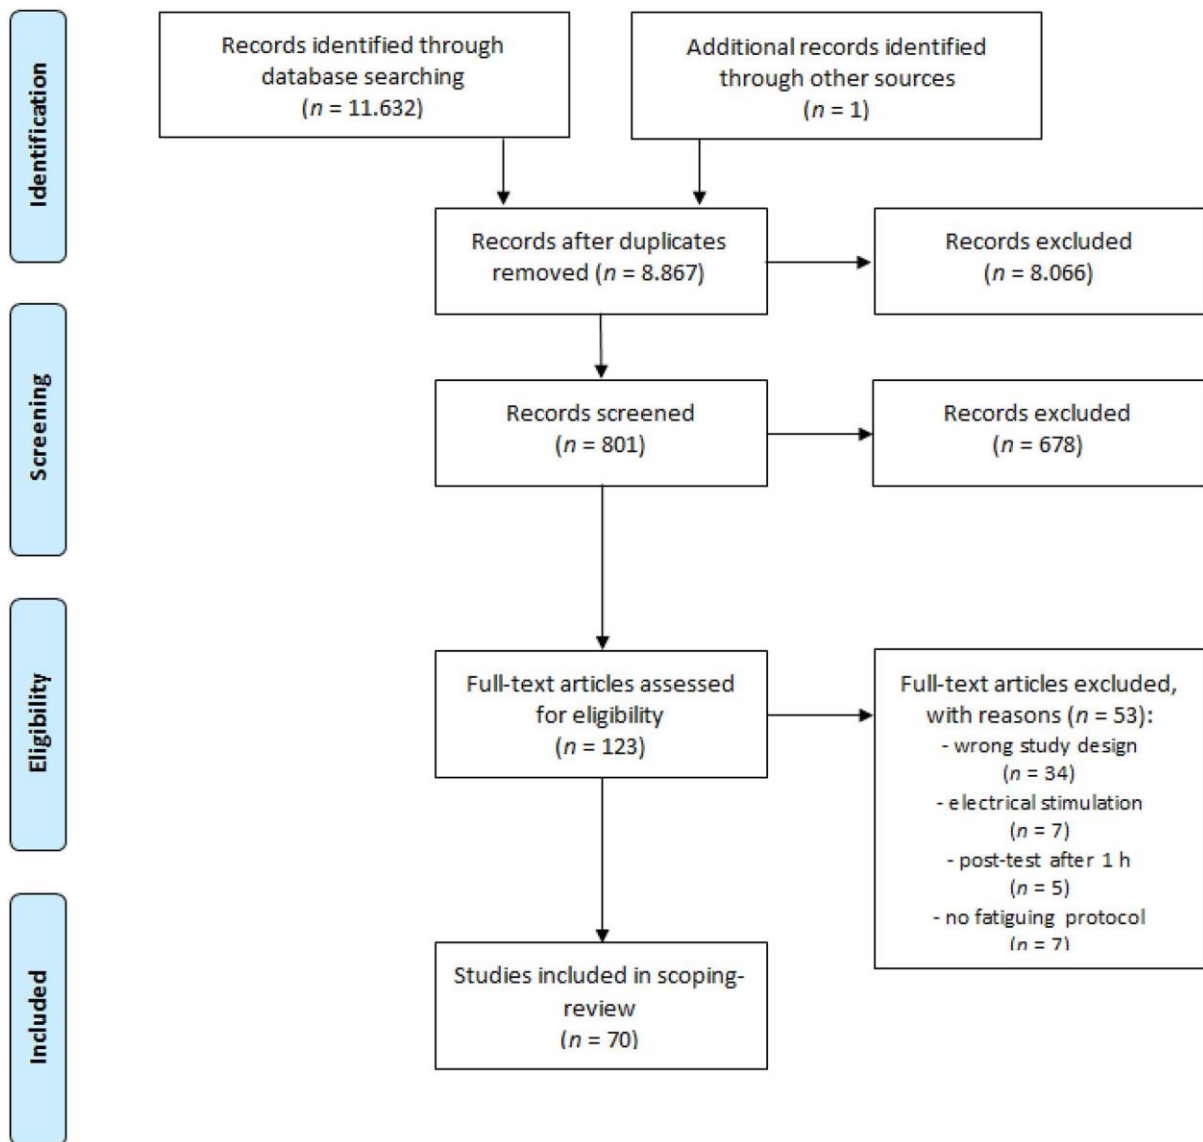 Identification
Records identified through
database searching
(n = 11.632)
Additional records identified
through other sources
(n = 1)
Records after duplicates
removed (n = 8.867)
Records excluded
(n = 8.066)
Screening
Records screened
(n = 801)
Records excluded
(n = 678)
Eligibility
Full-text articles assessed
for eligibility
(n = 123)
Full-text articles excluded,
with reasons (n = 53):
- wrong study design
(n = 34)
- electrical stimulation
(n = 7)
- post-test after 1 h
(n = 5)
- no fatiguing protocol
(n = 7)
Included
Studies included in scoping-
review
(n = 70)